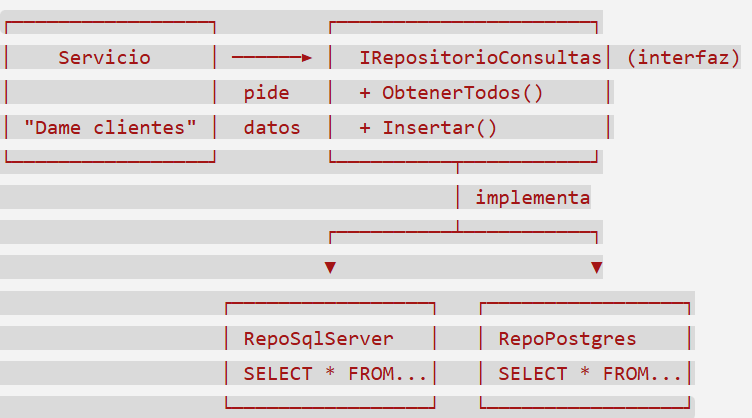 Servicio IRepositorioConsultas (interfaz)
pide + ObtenerTodos()
"Dame clientes" datos + Insertar()
implementa
RepoSqlServer RepoPostgres
SELECT * FROM... SELECT * FROM...